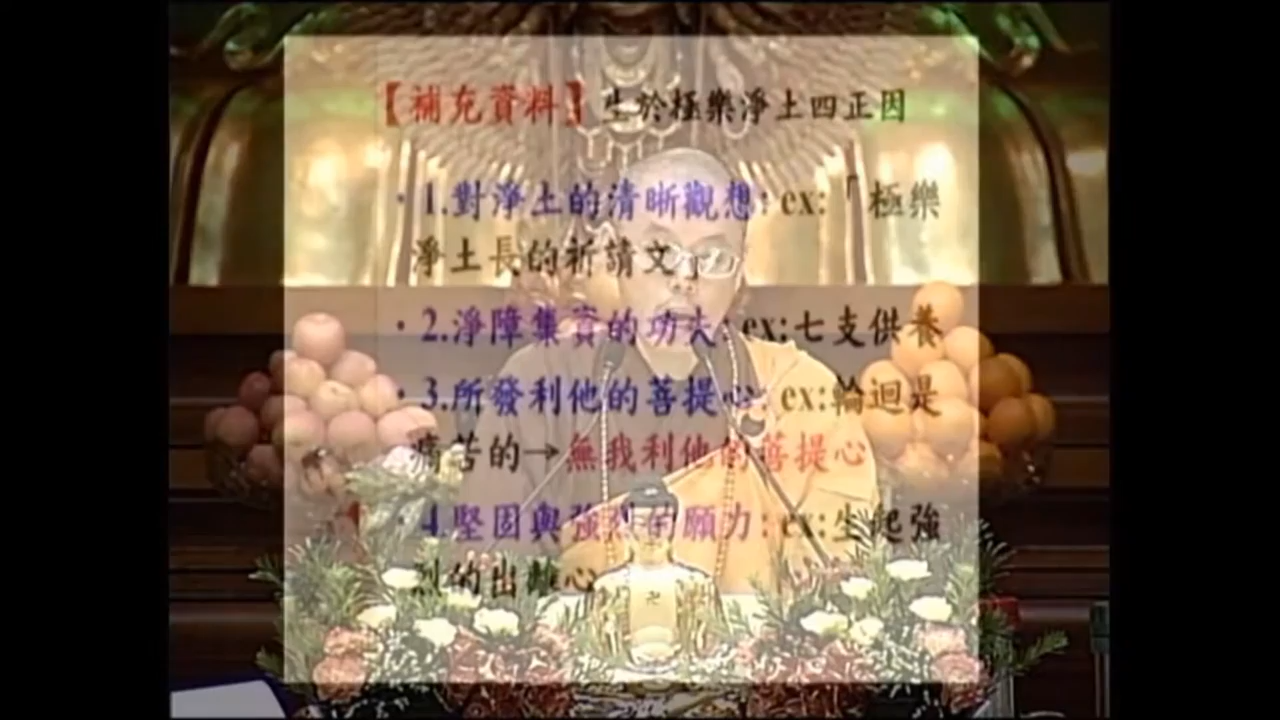 【補充資料】生於極樂淨土四正因
・1.對淨土的清晰觀想: ex:「極樂
淨土長的祈請文」
・2.淨障集資的功夫: ex:七支供養
・3.所發利他的菩提心: ex:輪迴是
痛苦的→無我利他的菩提心
・4.堅固與強烈的願力: ex:生起強
烈的出離心